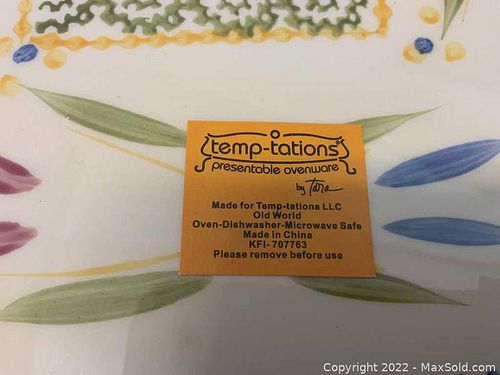 temp-tations®
presentable ovenware
by Tara
Made for Temp-tations LLC
Old World
Oven-Dishwasher-Microwave Safe
Made in China
KFI- 707763
Please remove before use
Copyright 2022 - MaxSold.com